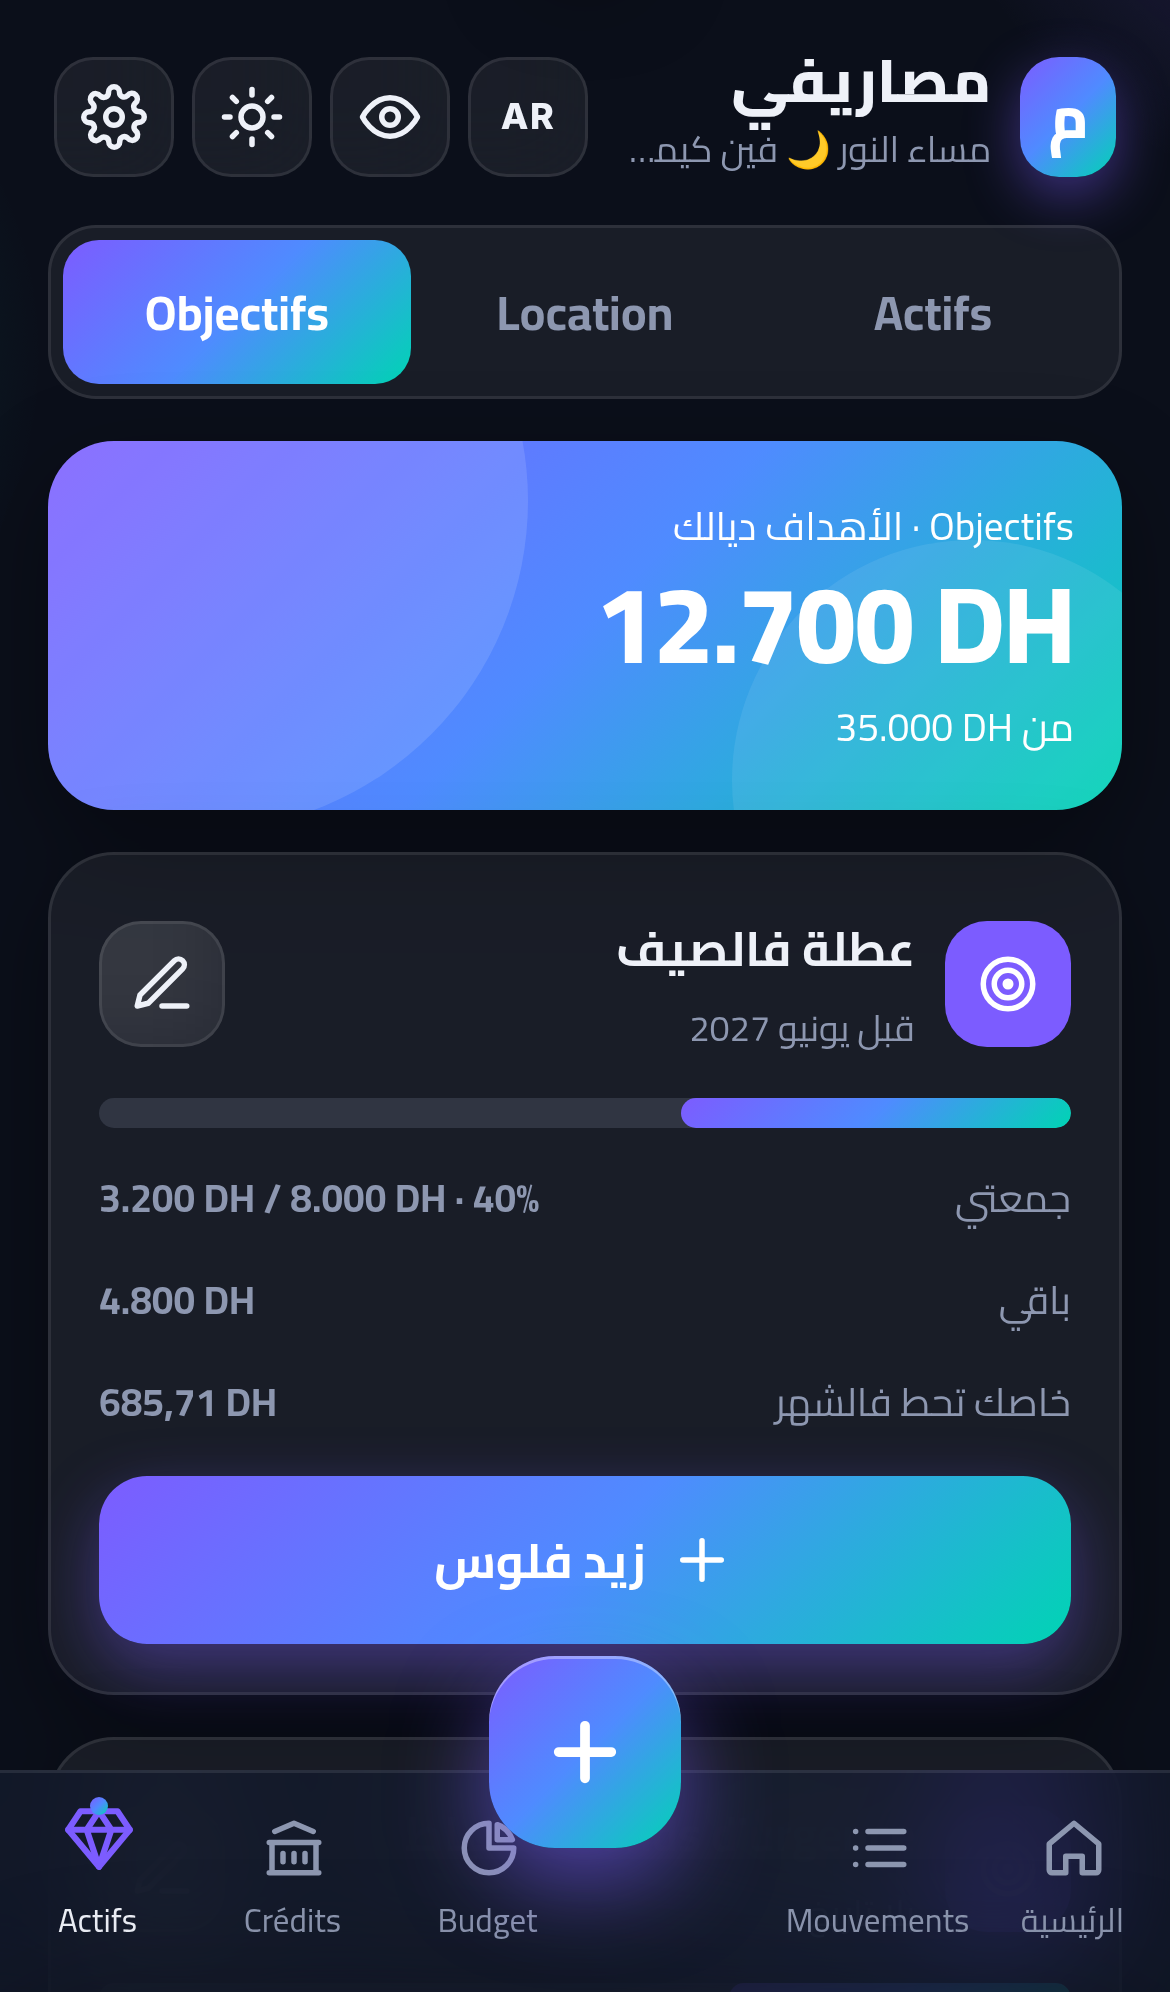 م
مصاريفي
مساء النور 🌙 فين كيمـ...
AR
Actifs
Location
Objectifs
Objectifs · الأهداف ديالك
12.700 DH
من 35.000 DH
عطلة فالصيف
قبل يونيو 2027
جمعتي
3.200 DH / 8.000 DH · 40%
باقي
4.800 DH
خاصك تحط فالشهر
685,71 DH
زيد فلوس
الرئيسية
Mouvements
Budget
Crédits
Actifs